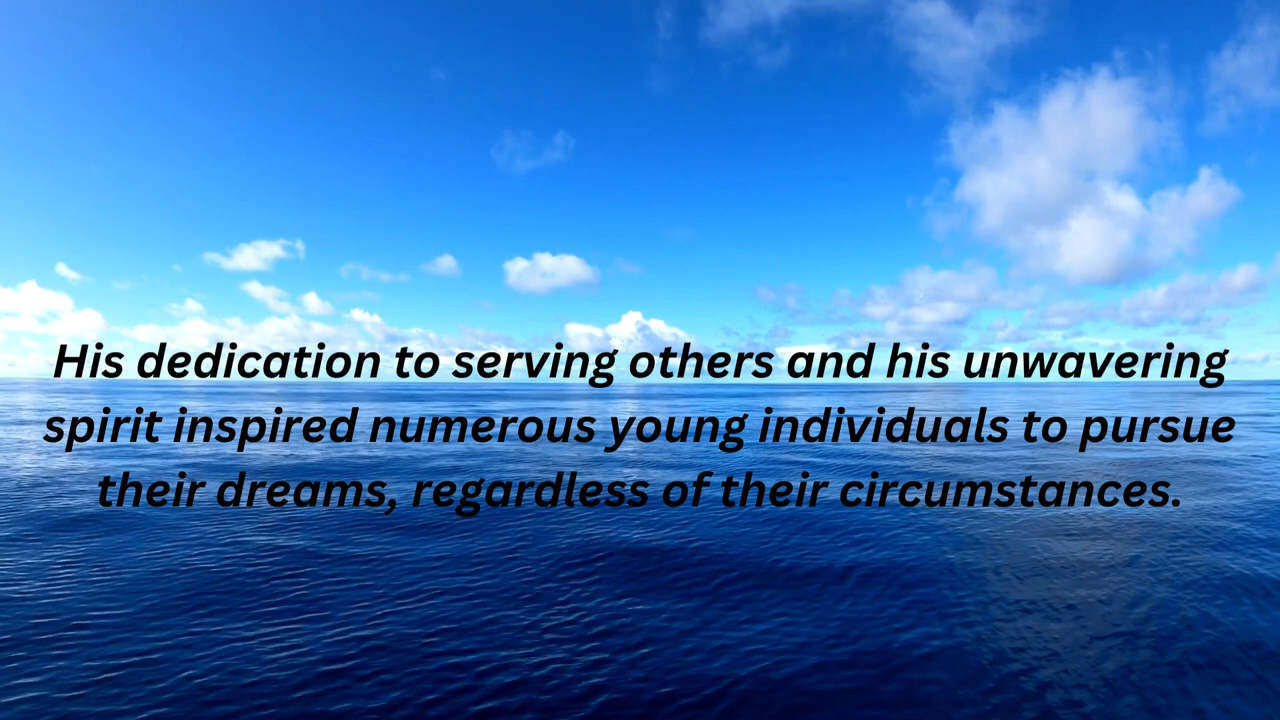 His dedication to serving others and his unwavering
spirit inspired numerous young individuals to pursue
their dreams, regardless of their circumstances.